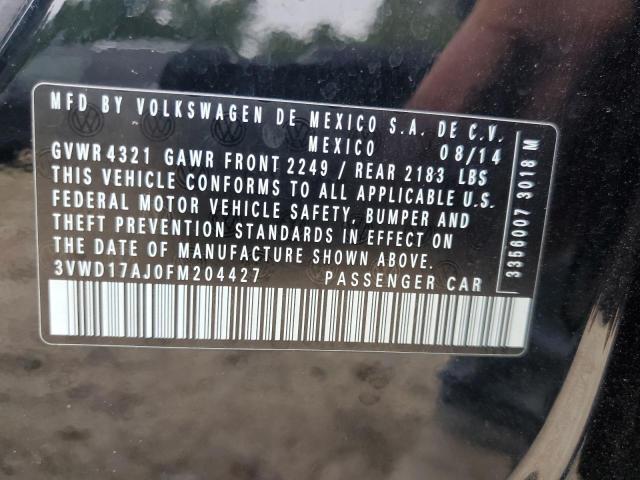 MFD BY VOLKSWAGEN DE MEXICO S.A. DE C.V.
MEXICO 08/14
GVWR 4321 GAWR FRONT 2249 / REAR 2183 LBS
THIS VEHICLE CONFORMS TO ALL APPLICABLE U.S.
FEDERAL MOTOR VEHICLE SAFETY, BUMPER AND
THEFT PREVENTION STANDARDS IN EFFECT ON
THE DATE OF MANUFACTURE SHOWN ABOVE.
3VWD17AJ0FM204427 PASSENGER CAR
3356007 3018 M